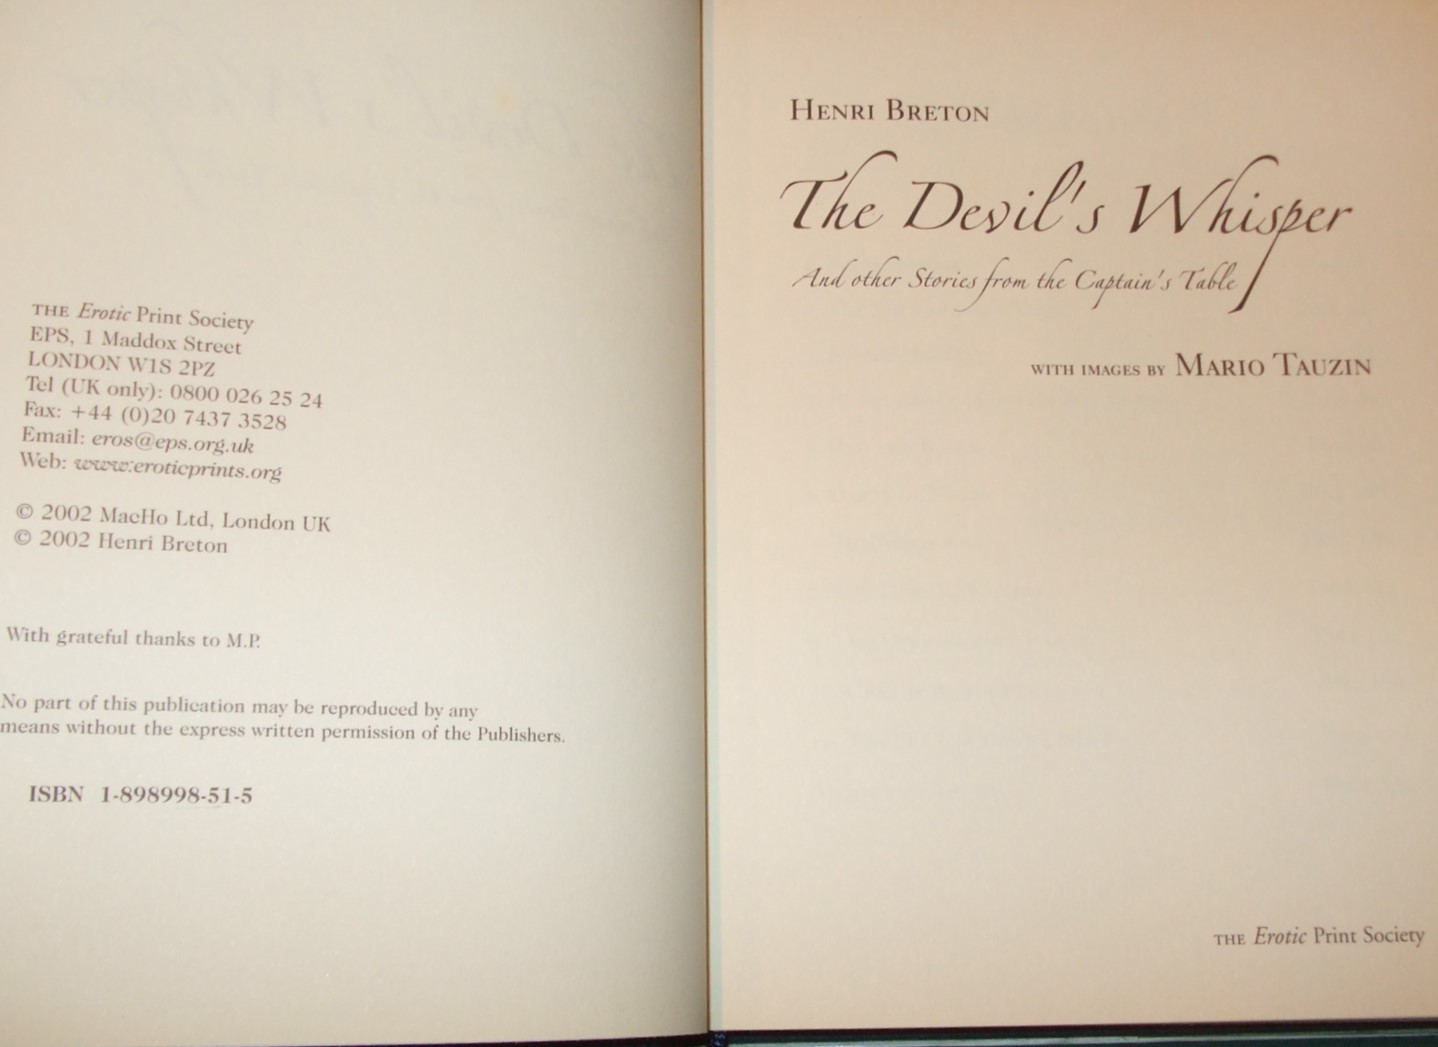 THE Erotic Print Society
EPS, 1 Maddox Street
LONDON W1S 2PZ
Tel (UK only): 0800 026 25 24
Fax: +44 (0)20 7437 3528
Email: eros@eps.org.uk
Web: www.eroticprints.org
© 2002 MacHo Ltd, London UK
© 2002 Henri Breton
With grateful thanks to M.P.
No part of this publication may be reproduced by any
means without the express written permission of the Publishers.
ISBN 1-898998-51-5
HENRI BRETON
The Devil's Whisper
And other Stories from the Captain's Table
WITH IMAGES BY MARIO TAUZIN
THE Erotic Print Society